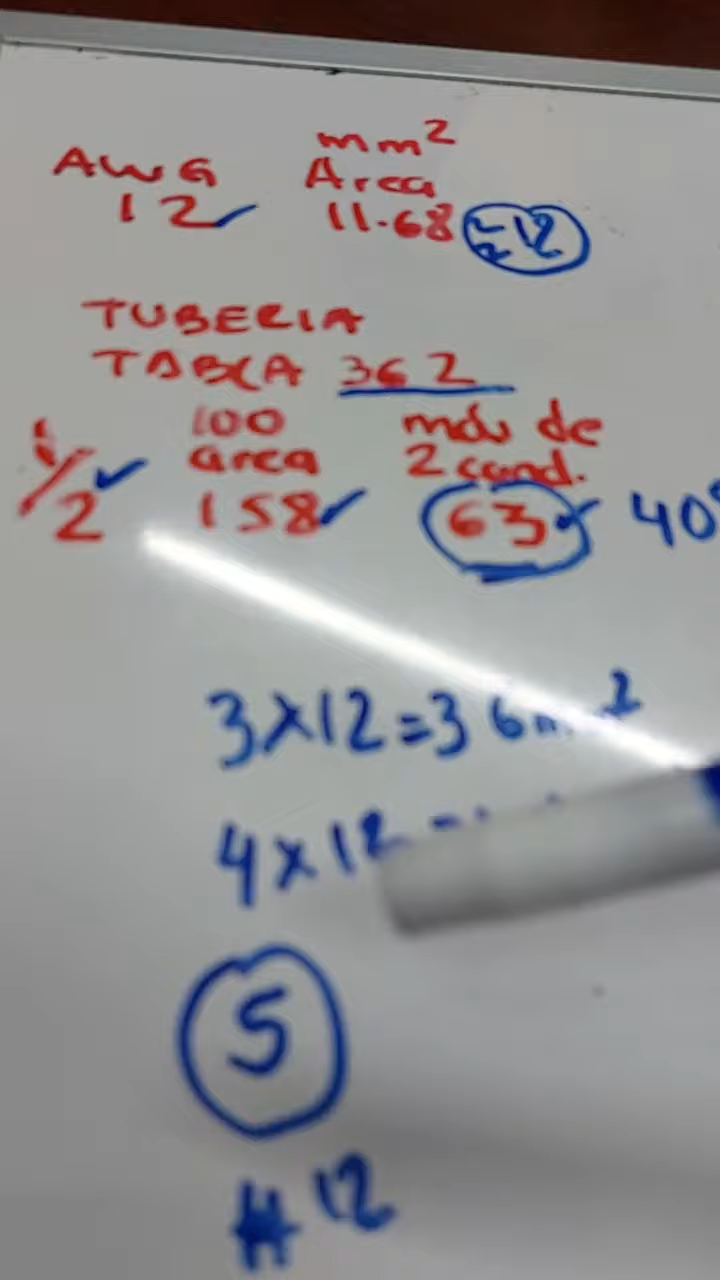 AWG
mm²
Area
12 11.68 ≈12
TUBERIA
TABLA 362
1/2
100 area
158
más de 2 cond.
63
40
3x12=36mm²
4x12=
5
#12